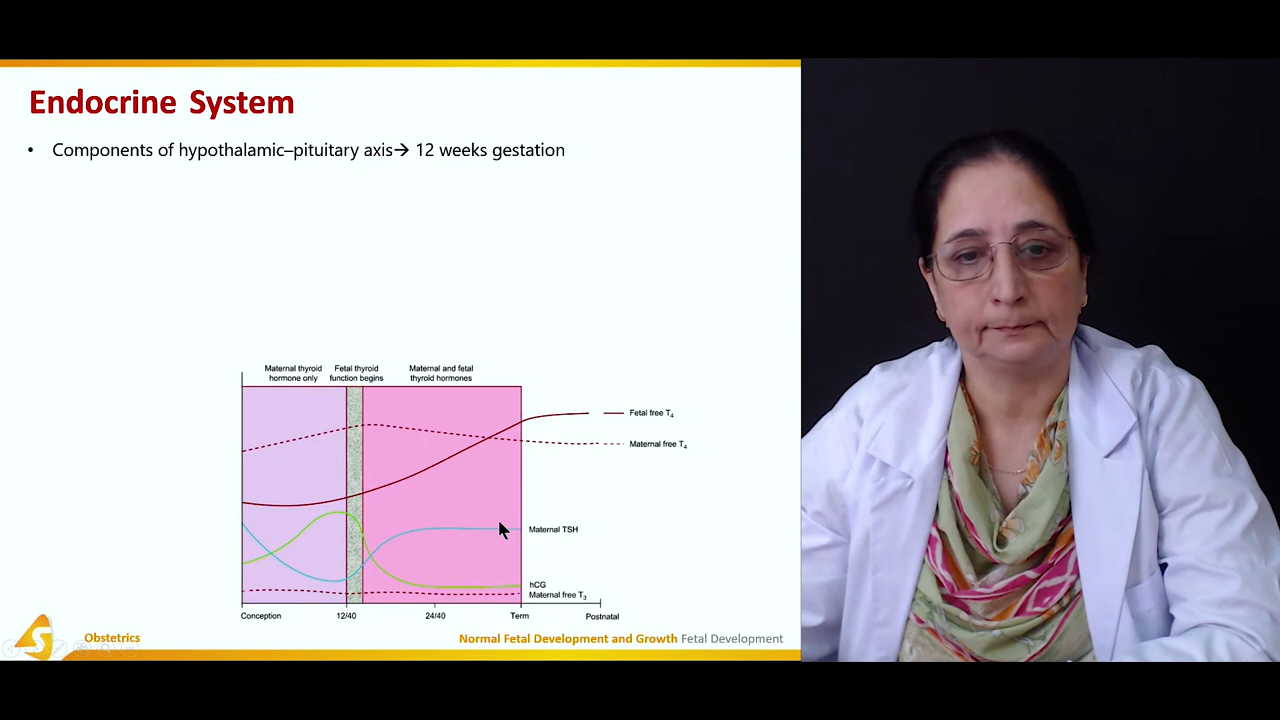 Endocrine System
• Components of hypothalamic–pituitary axis→ 12 weeks gestation
Maternal thyroid
hormone only
Fetal thyroid
function begins
Maternal and fetal
thyroid hormones
Fetal free T₄
Maternal free T₄
Maternal TSH
hCG
Maternal free T₃
Conception
12/40
24/40
Term
Postnatal
S
Obstetrics
Normal Fetal Development and Growth Fetal Development